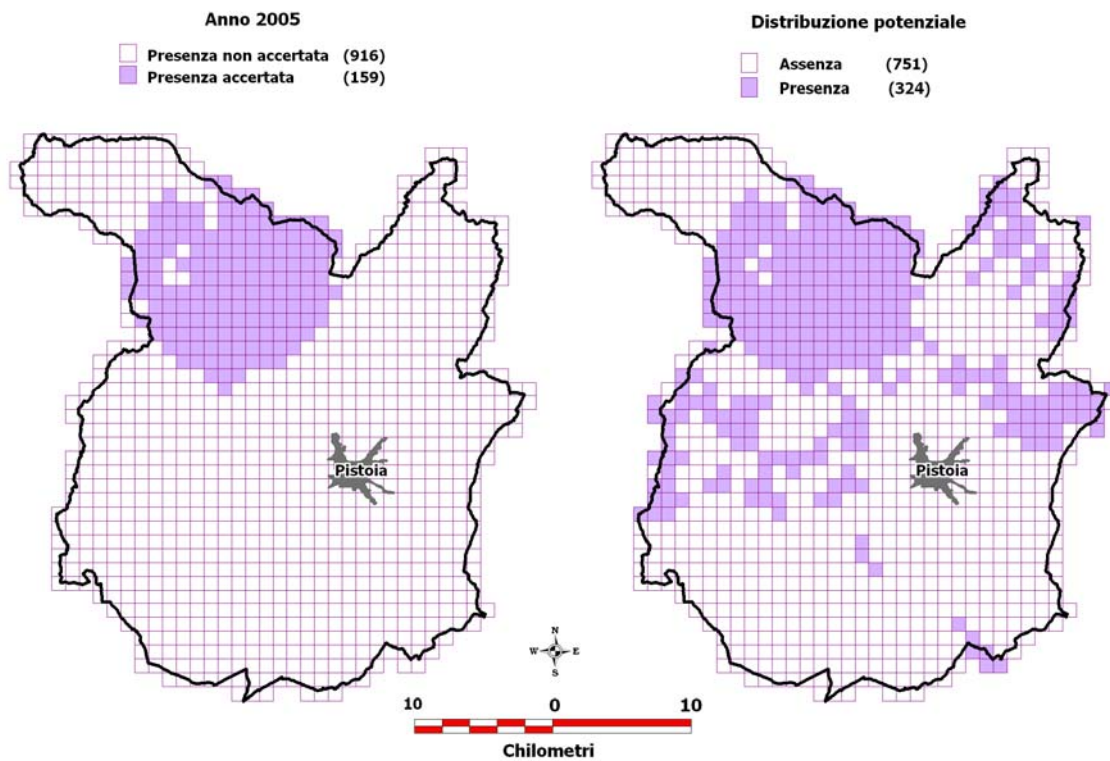 Anno 2005
Presenza non accertata (916)
Presenza accertata (159)
Distribuzione potenziale
Assenza (751)
Presenza (324)
Pistoia
Pistoia
N
W E
S
10 0 10
Chilometri